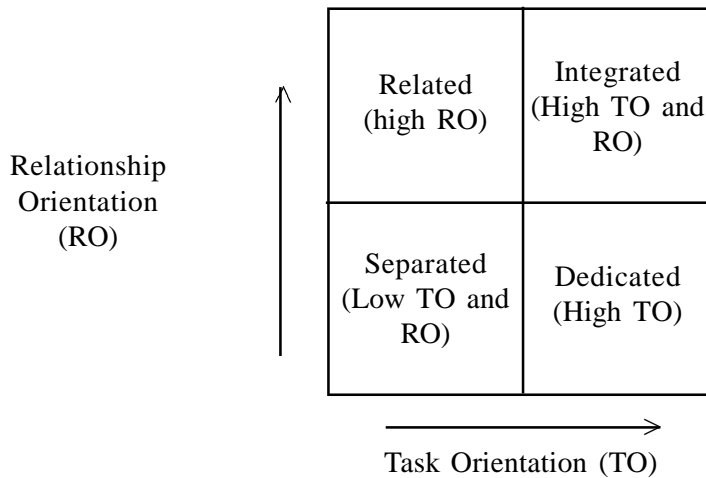 Related
(high RO)
Integrated
(High TO and
RO)
Relationship
Orientation
(RO)
Separated
(Low TO and
RO)
Dedicated
(High TO)
Task Orientation (TO)